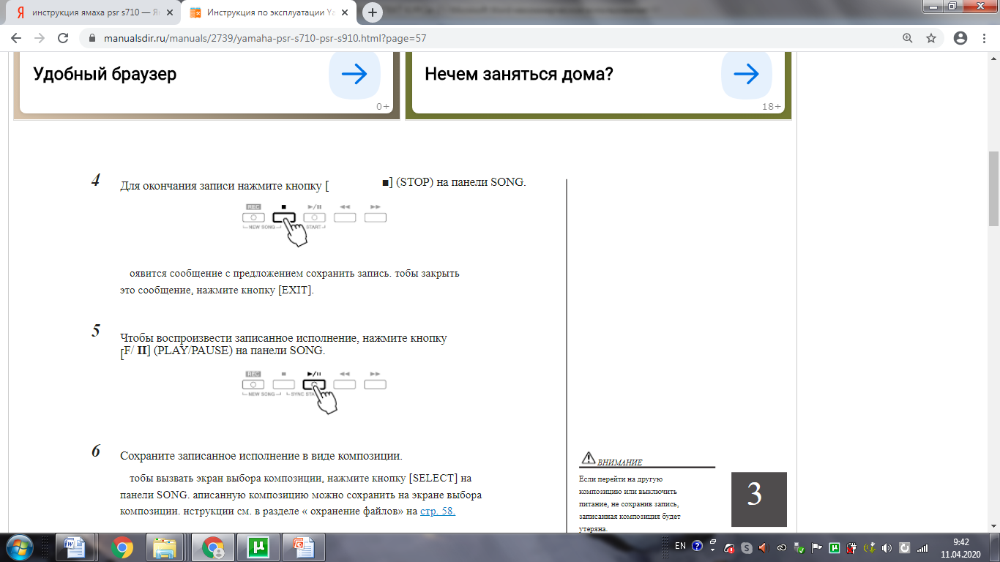 инструкция ямаха psr s710 — Ян
Инструкция по эксплуатации Ya
manualsdir.ru/manuals/2739/yamaha-psr-s710-psr-s910.html?page=57
Удобный браузер
0+
Нечем заняться дома?
18+
4 Для окончания записи нажмите кнопку [ ■] (STOP) на панели SONG.
REC ■ ►/II ◄◄ ►►
NEW SONG START
оявится сообщение с предложением сохранить запись. тобы закрыть
это сообщение, нажмите кнопку [EXIT].
5 Чтобы воспроизвести записанное исполнение, нажмите кнопку
[F/ II] (PLAY/PAUSE) на панели SONG.
REC ■ ►/II ◄◄ ►►
NEW SONG SYNC STA
6 Сохраните записанное исполнение в виде композиции.
тобы вызвать экран выбора композиции, нажмите кнопку [SELECT] на
панели SONG. аписанную композицию можно сохранить на экране выбора
композиции. нструкции см. в разделе « охранение файлов» на стр. 58.
ВНИМАНИЕ
Если перейти на другую
композицию или выключить
питание, не сохранив запись,
записанная композиция будет
утеряна.
3
EN
9:42
11.04.2020